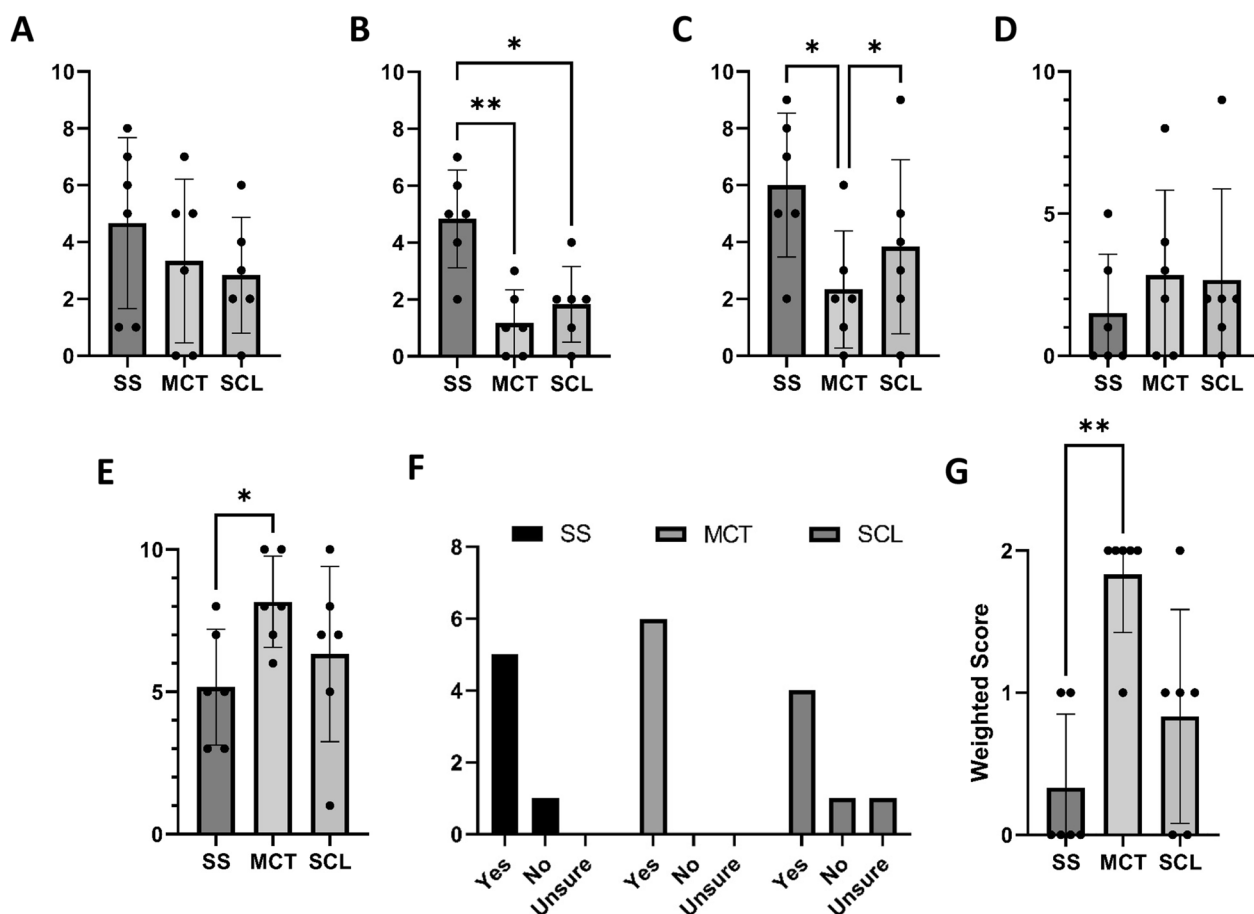 A
B
C
D
*
**
*
*
10
8
6
4
2
0
SS
MCT
SCL
10
8
6
4
2
0
SS
MCT
SCL
10
8
6
4
2
0
SS
MCT
SCL
10
5
0
SS
MCT
SCL
E
F
G
*
**
SS
MCT
SCL
10
5
0
SS
MCT
SCL
8
6
4
2
0
Yes
No
Unsure
Yes
No
Unsure
Yes
No
Unsure
Weighted Score
2
1
0
SS
MCT
SCL